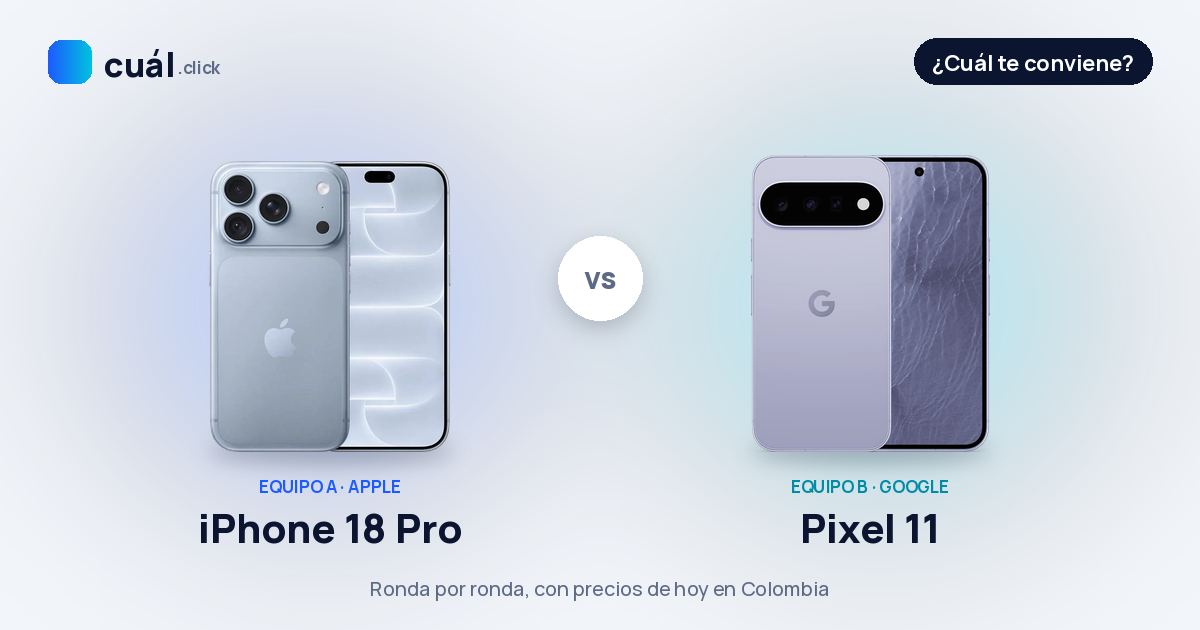 cuál.click
¿Cuál te conviene?
vs
EQUIPO A · APPLE
iPhone 18 Pro
EQUIPO B · GOOGLE
Pixel 11
Ronda por ronda, con precios de hoy en Colombia